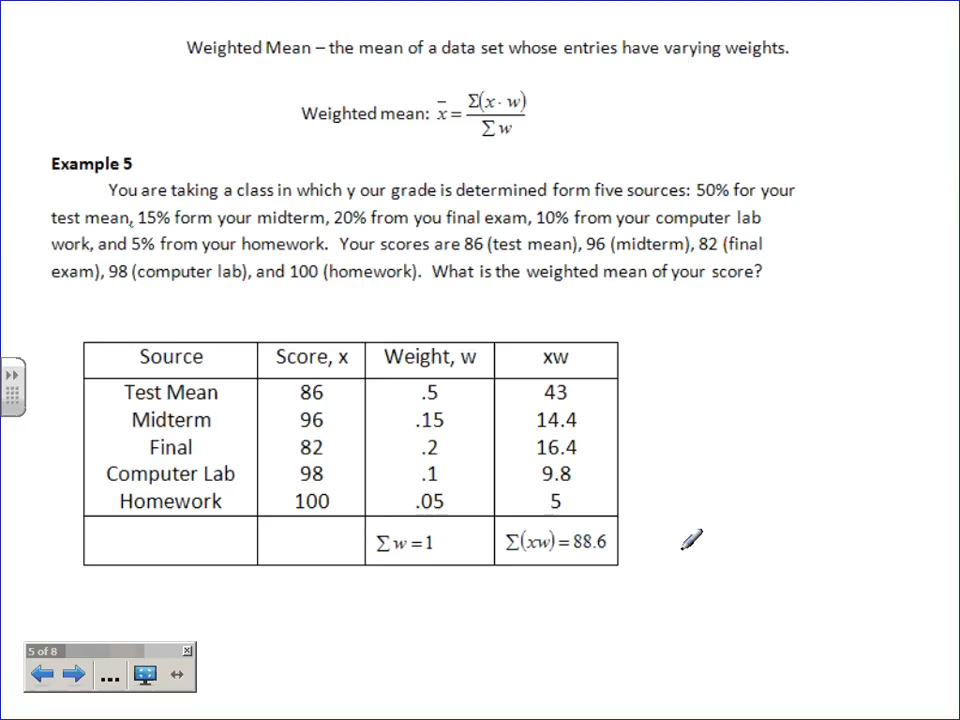 Weighted Mean – the mean of a data set whose entries have varying weights.
Weighted mean: x̄ = Σ(x · w) / Σw
Example 5
You are taking a class in which y our grade is determined form five sources: 50% for your
test mean, 15% form your midterm, 20% from you final exam, 10% from your computer lab
work, and 5% from your homework. Your scores are 86 (test mean), 96 (midterm), 82 (final
exam), 98 (computer lab), and 100 (homework). What is the weighted mean of your score?
Source Score, x Weight, w xw
Test Mean 86 .5 43
Midterm 96 .15 14.4
Final 82 .2 16.4
Computer Lab 98 .1 9.8
Homework 100 .05 5
Σw = 1 Σ(xw) = 88.6
5 of 8